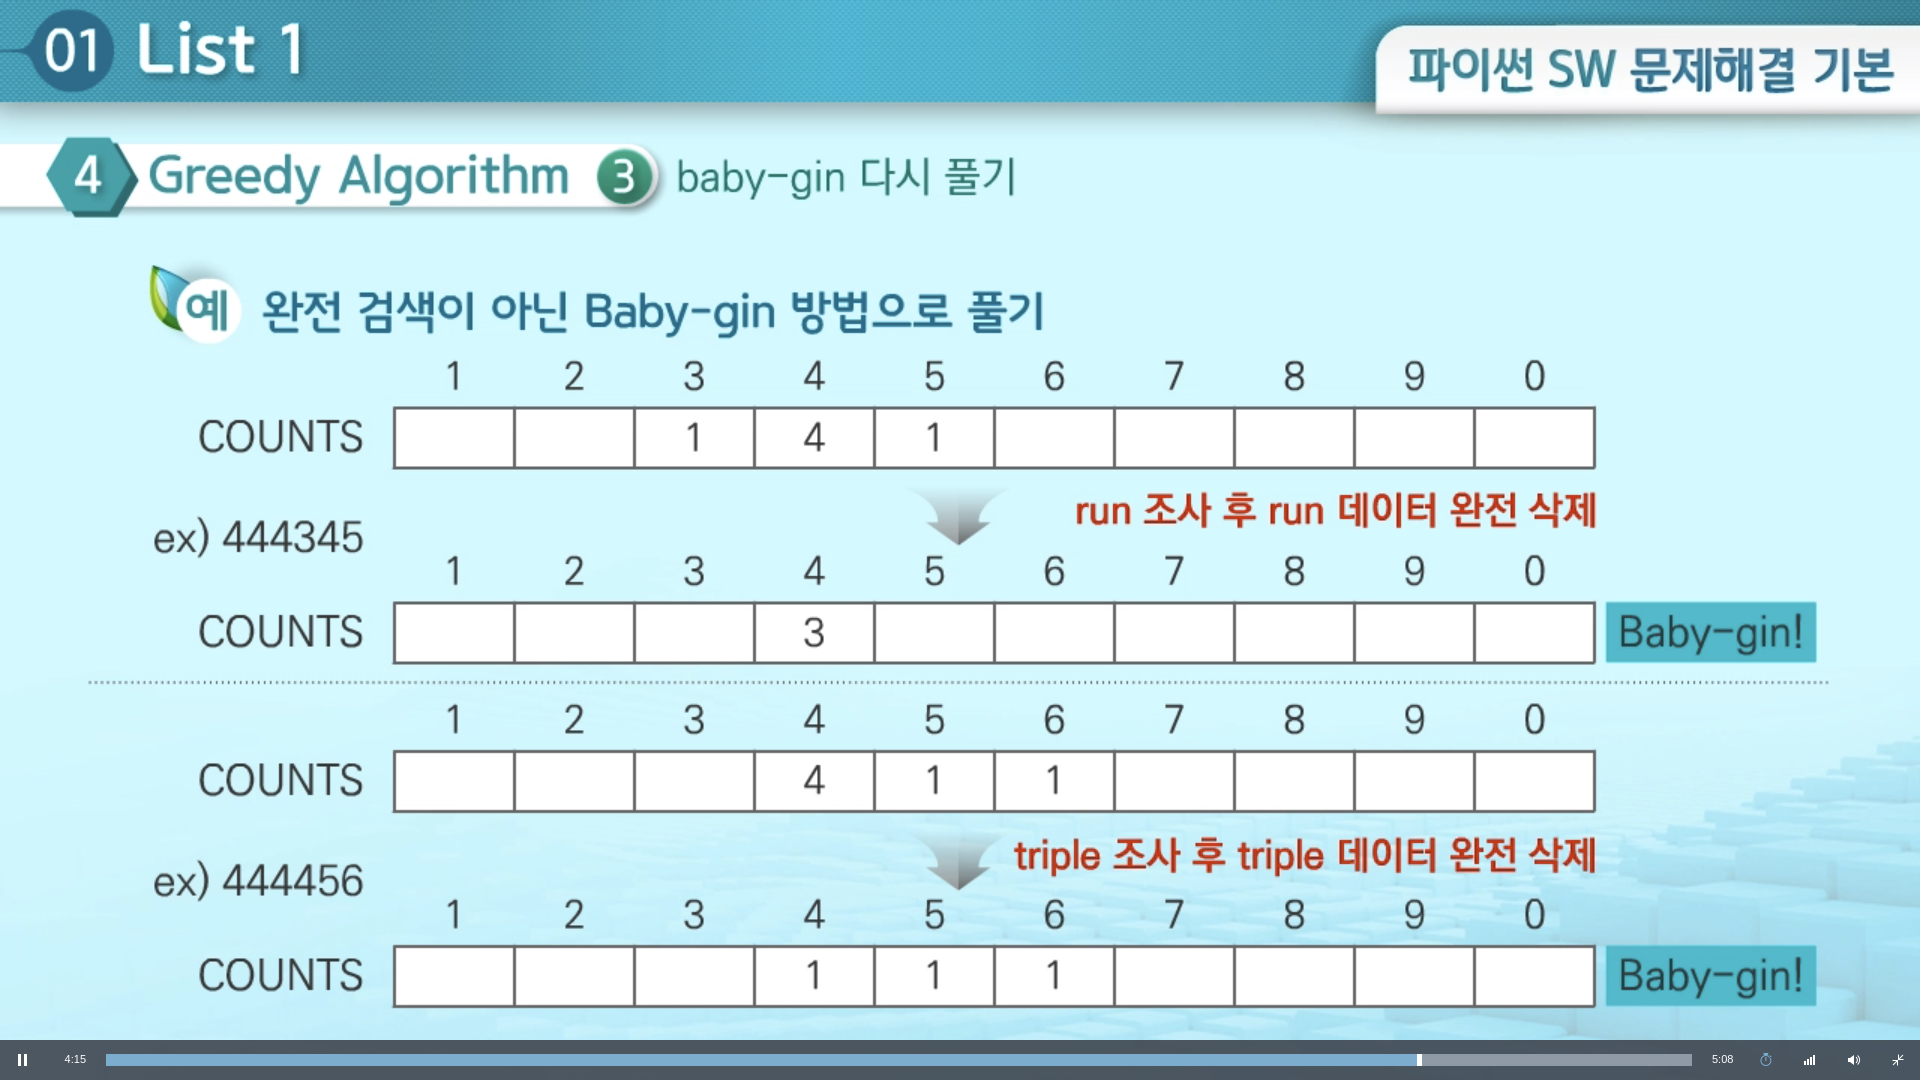 01 List 1
파이썬 SW 문제해결 기본
4 Greedy Algorithm 3 baby-gin 다시 풀기
예 완전 검색이 아닌 Baby-gin 방법으로 풀기
1 2 3 4 5 6 7 8 9 0
COUNTS 1 4 1
run 조사 후 run 데이터 완전 삭제
ex) 444345
1 2 3 4 5 6 7 8 9 0
COUNTS 3 Baby-gin!
1 2 3 4 5 6 7 8 9 0
COUNTS 4 1 1
triple 조사 후 triple 데이터 완전 삭제
ex) 444456
1 2 3 4 5 6 7 8 9 0
COUNTS 1 1 1 Baby-gin!
4:15 5:08